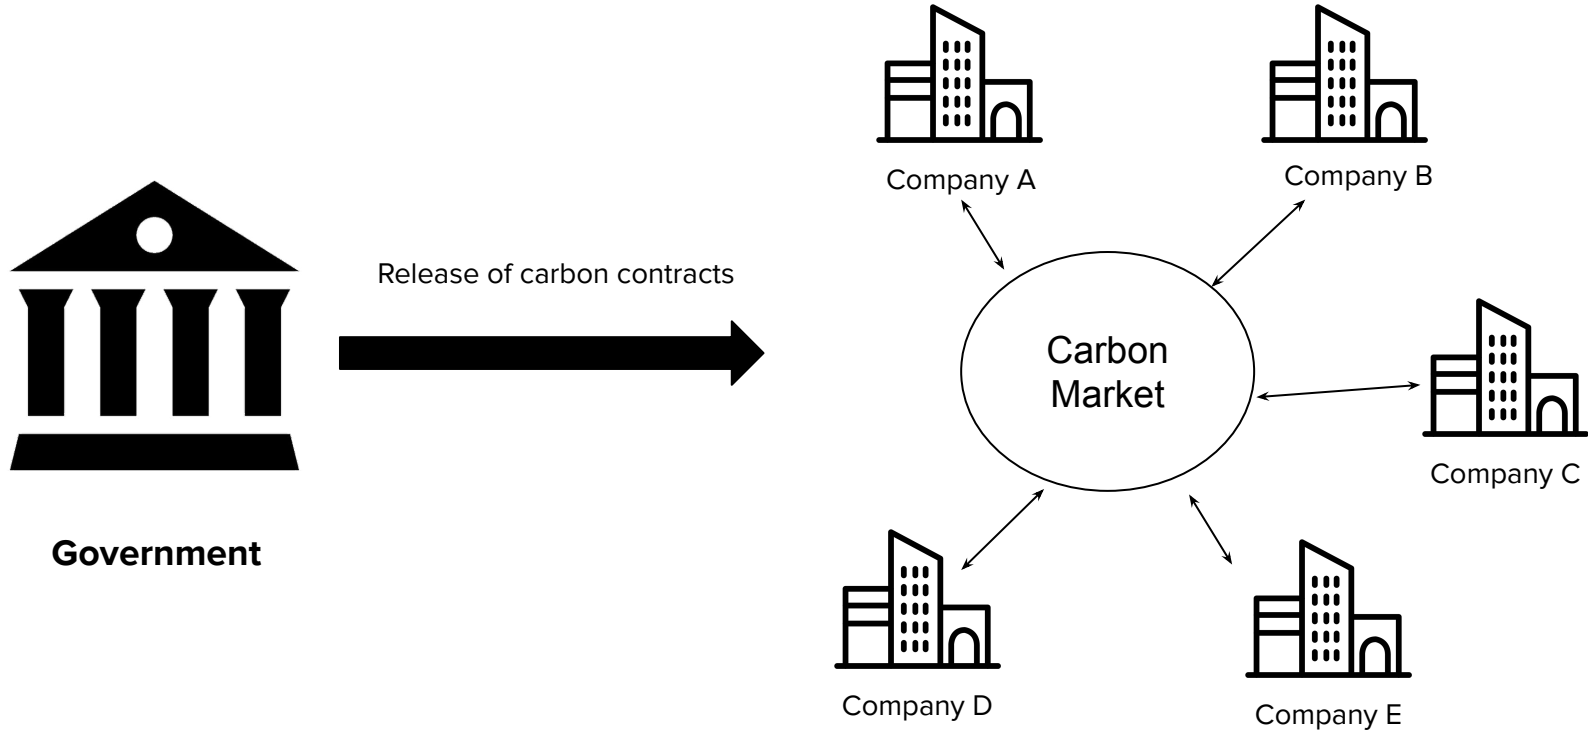 Company A
Company B
Release of carbon contracts
Carbon
Market
Company C
Government
Company D
Company E